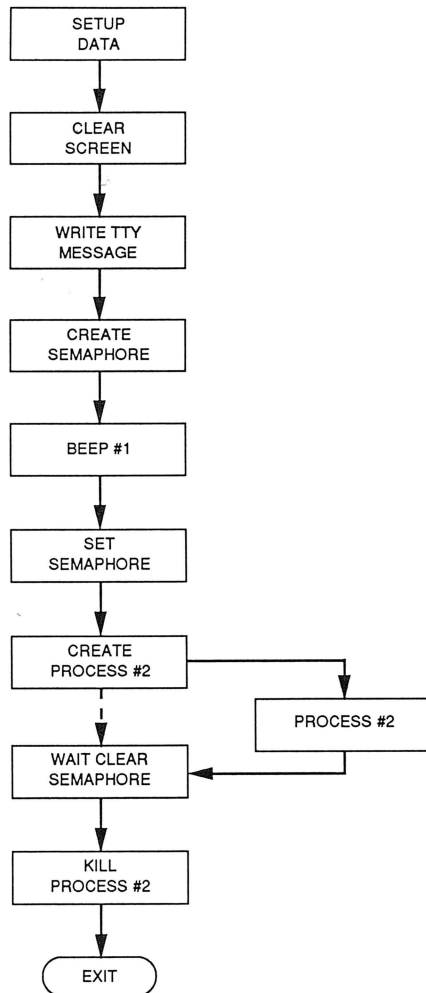 SETUP
DATA
CLEAR
SCREEN
WRITE TTY
MESSAGE
CREATE
SEMAPHORE
BEEP #1
SET
SEMAPHORE
CREATE
PROCESS #2
PROCESS #2
WAIT CLEAR
SEMAPHORE
KILL
PROCESS #2
EXIT